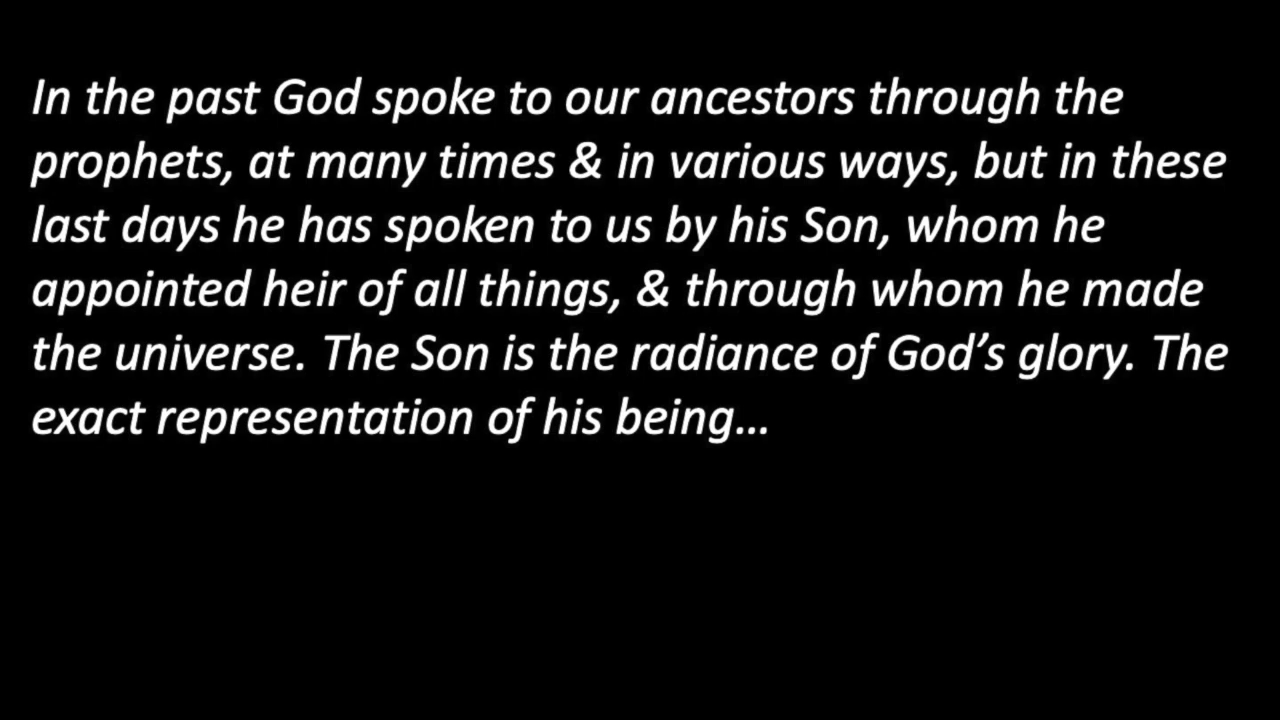 In the past God spoke to our ancestors through the
prophets, at many times & in various ways, but in these
last days he has spoken to us by his Son, whom he
appointed heir of all things, & through whom he made
the universe. The Son is the radiance of God’s glory. The
exact representation of his being…